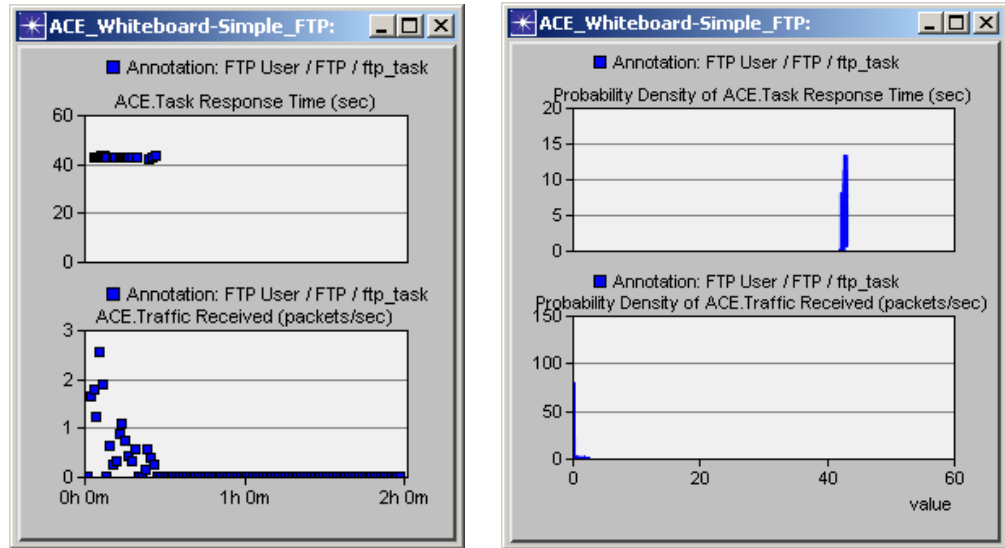 ACE_Whiteboard-Simple_FTP:
Annotation: FTP User / FTP / ftp_task
ACE.Task Response Time (sec)
60
40
20
0
Annotation: FTP User / FTP / ftp_task
ACE.Traffic Received (packets/sec)
3
2
1
0
0h 0m
1h 0m
2h 0m
ACE_Whiteboard-Simple_FTP:
Annotation: FTP User / FTP / ftp_task
Probability Density of ACE.Task Response Time (sec)
20
15
10
5
0
Annotation: FTP User / FTP / ftp_task
Probability Density of ACE.Traffic Received (packets/sec)
150
100
50
0
0
20
40
60
value